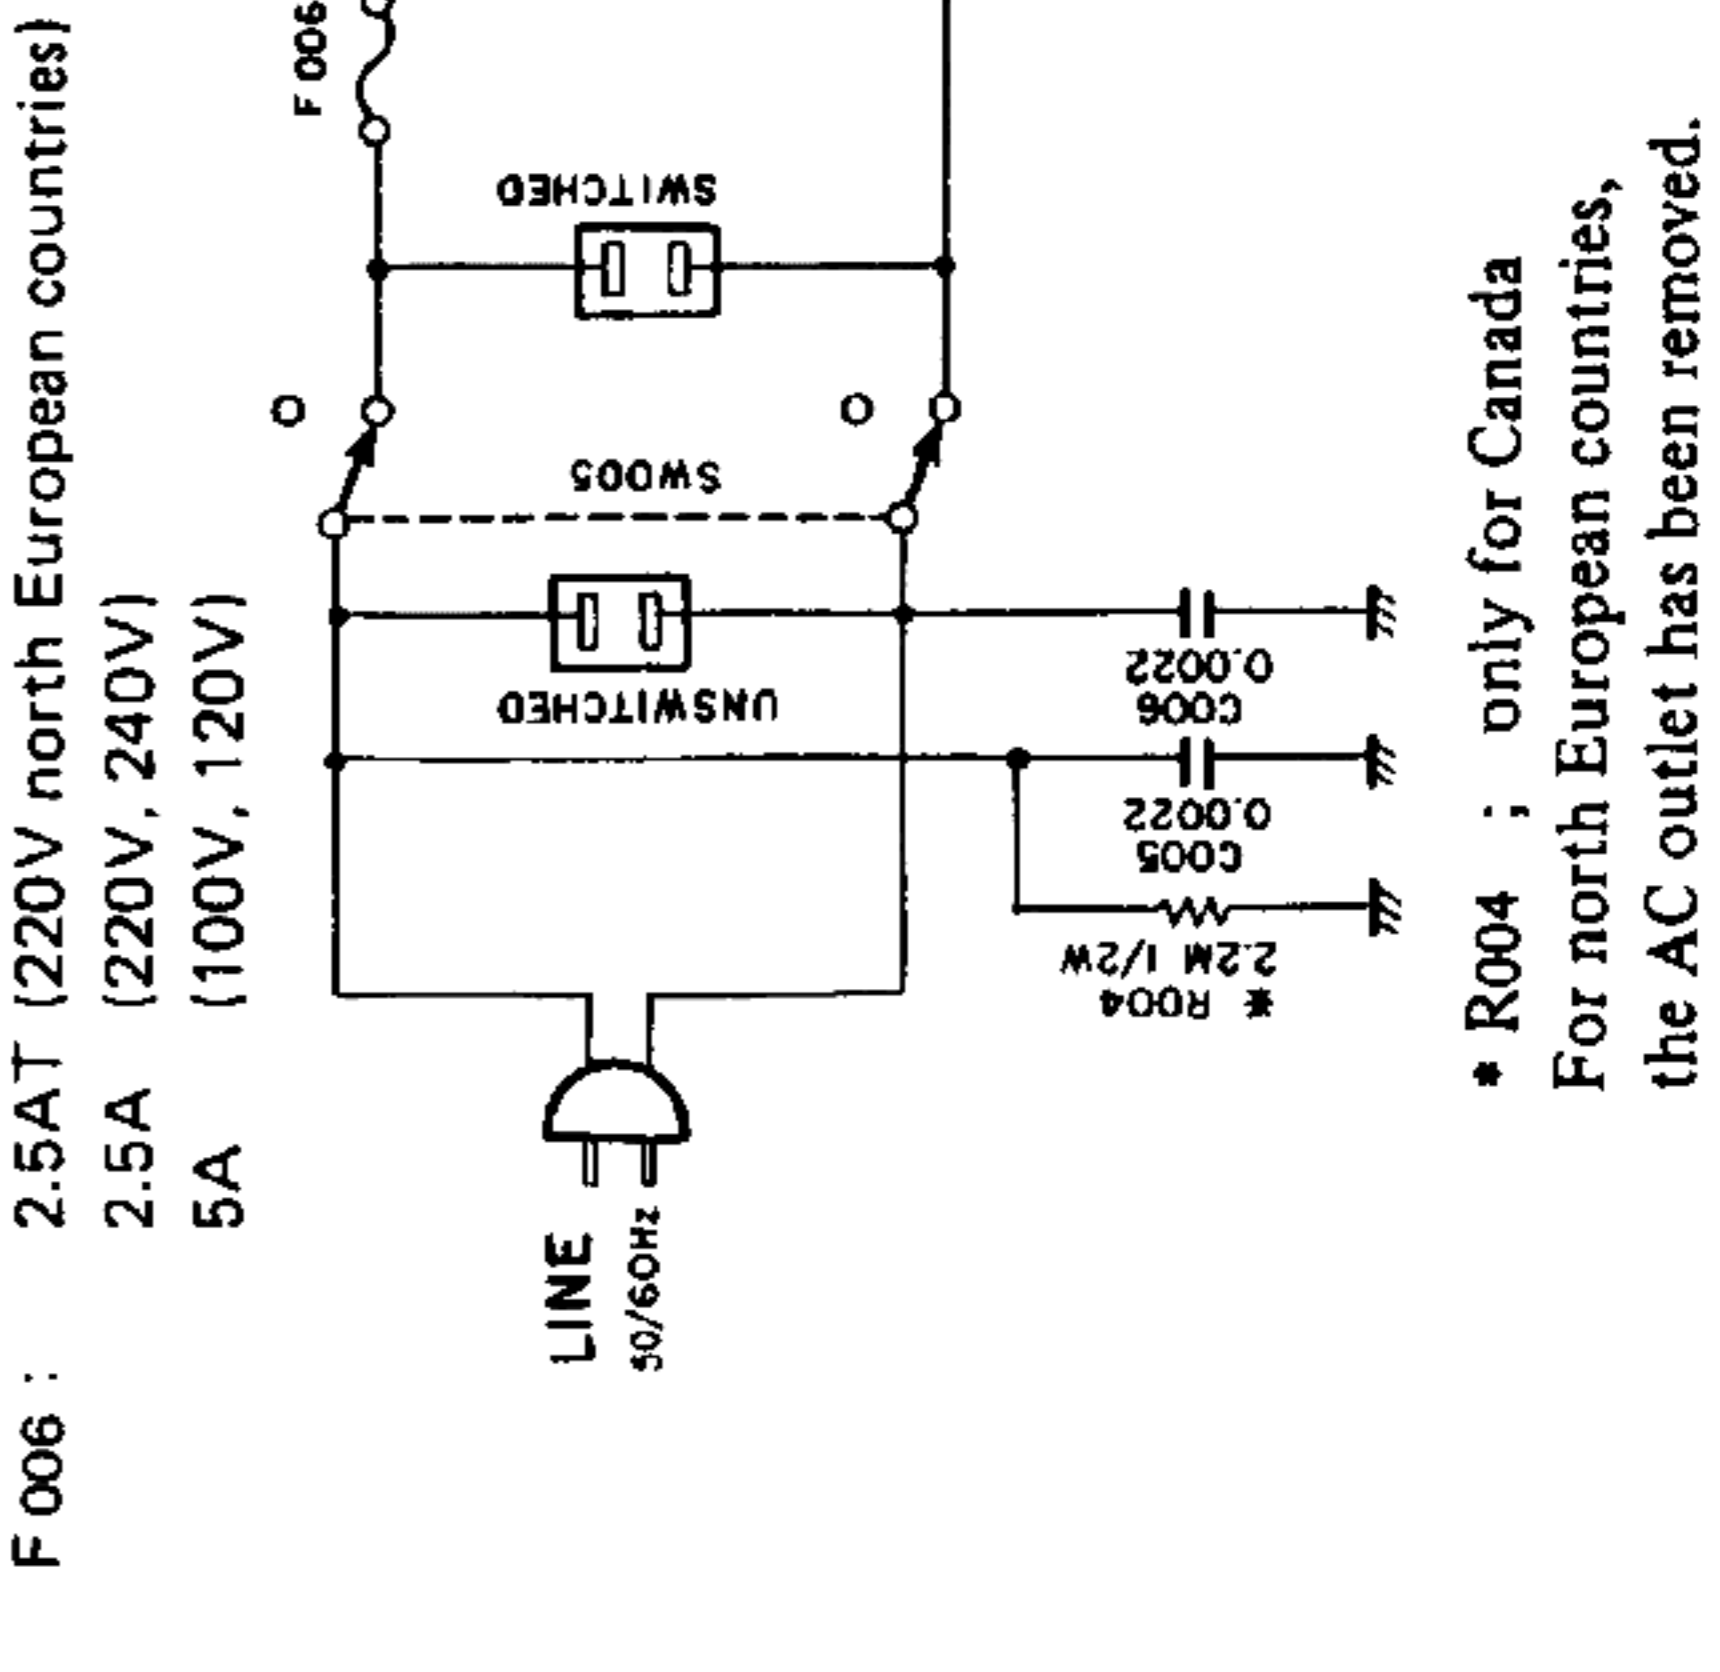 F 006 : 2.5AT (220V north European countries)
2.5A (220V, 240V)
5A (100V, 120V)
F 006
SWITCHED
SW005
UNSWITCHED
0.0022
C006
0.0022
C005
2.2M 1/2W
* R004
LINE
50/60Hz
* R004 ; only for Canada
For north European countries,
the AC outlet has been removed.